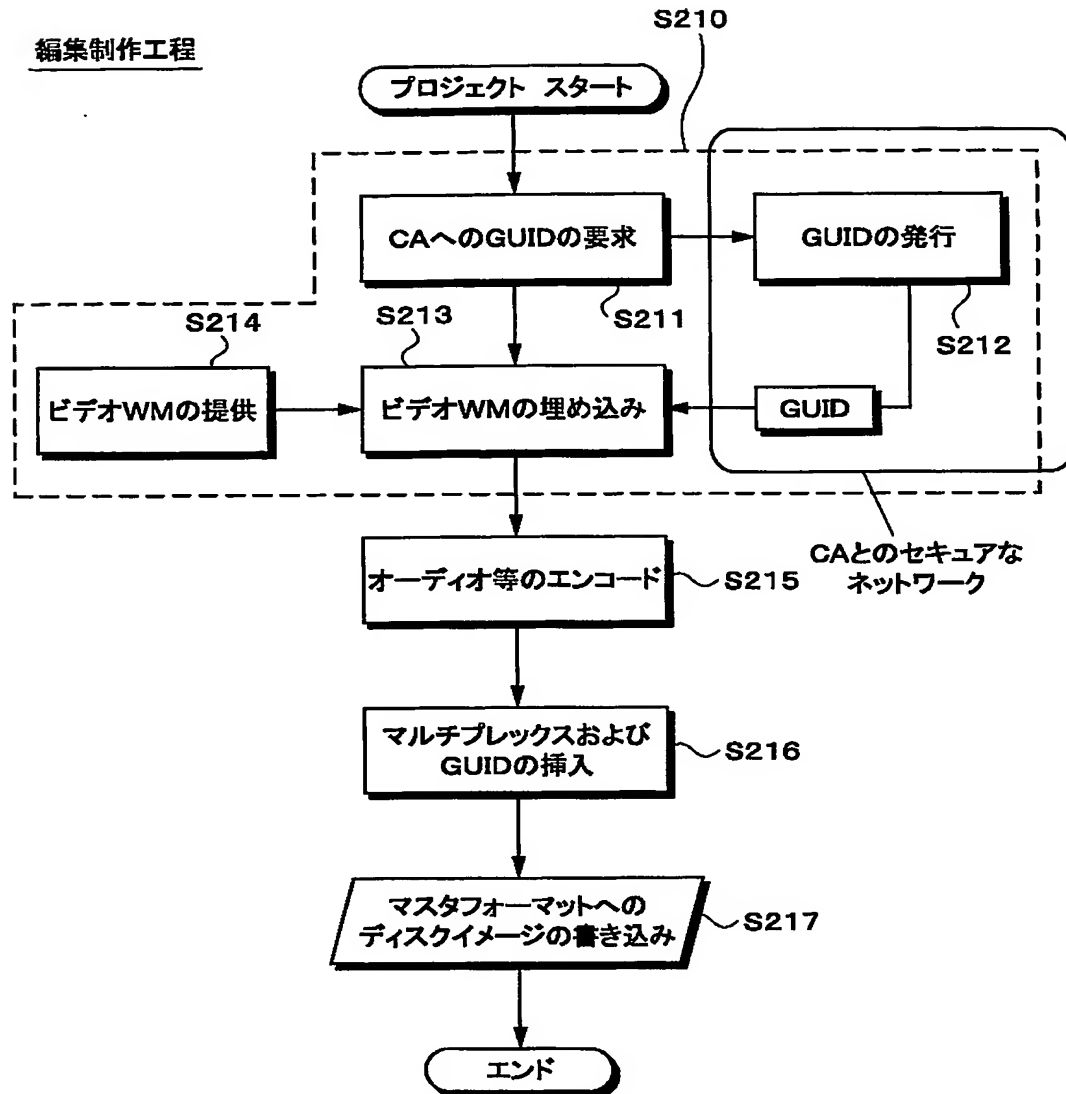 S210
編集制作工程
プロジェクト スタート
CAへのGUIDの要求
GUIDの発行
S211
S212
S214
S213
ビデオWMの提供
ビデオWMの埋め込み
GUID
CAとのセキュアな
ネットワーク
オーディオ等のエンコード
S215
マルチプレックスおよび
GUIDの挿入
S216
マスタフォーマットへの
ディスクイメージの書き込み
S217
エンド